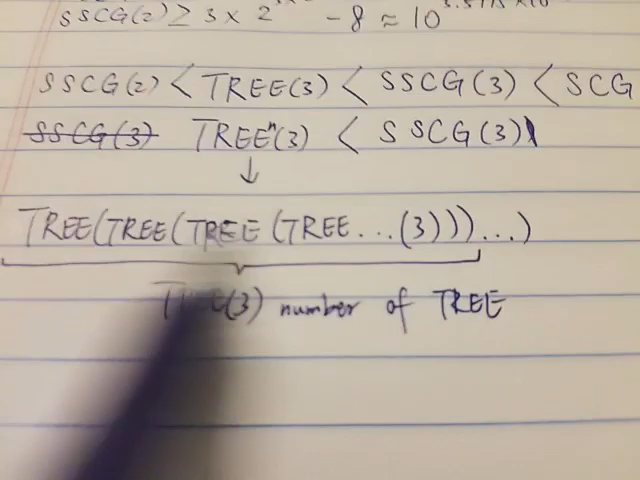 SSCG(2) ≥ 3 × 2 - 8 ≈ 10
SSCG(2) < TREE(3) < SSCG(3) < SCG
SSCG(3) TREEⁿ(3) < SSCG(3)
↓
TREE(TREE(TREE(TREE...(3)))...)
TREE(3) number of TREE